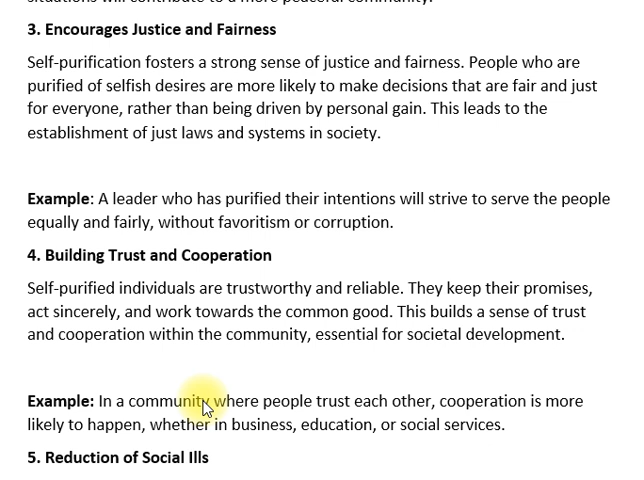 situations will contribute to a more peaceful community.
3. Encourages Justice and Fairness
Self-purification fosters a strong sense of justice and fairness. People who are
purified of selfish desires are more likely to make decisions that are fair and just
for everyone, rather than being driven by personal gain. This leads to the
establishment of just laws and systems in society.
Example: A leader who has purified their intentions will strive to serve the people
equally and fairly, without favoritism or corruption.
4. Building Trust and Cooperation
Self-purified individuals are trustworthy and reliable. They keep their promises,
act sincerely, and work towards the common good. This builds a sense of trust
and cooperation within the community, essential for societal development.
Example: In a community where people trust each other, cooperation is more
likely to happen, whether in business, education, or social services.
5. Reduction of Social Ills